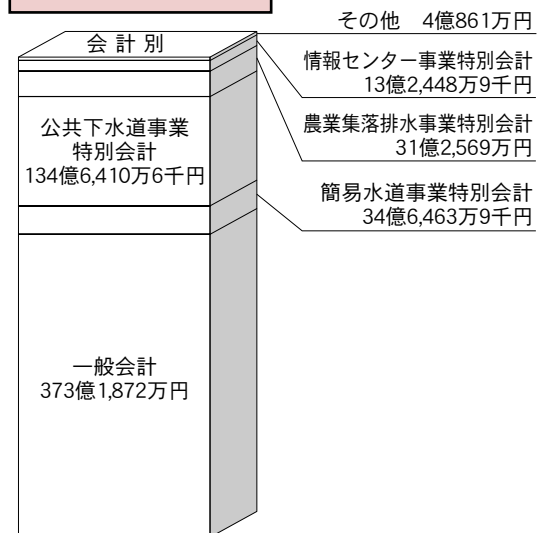 会計別
その他　4億861万円
情報センター事業特別会計
13億2,448万9千円
農業集落排水事業特別会計
31億2,569万円
簡易水道事業特別会計
34億6,463万9千円
公共下水道事業
特別会計
134億6,410万6千円
一般会計
373億1,872万円